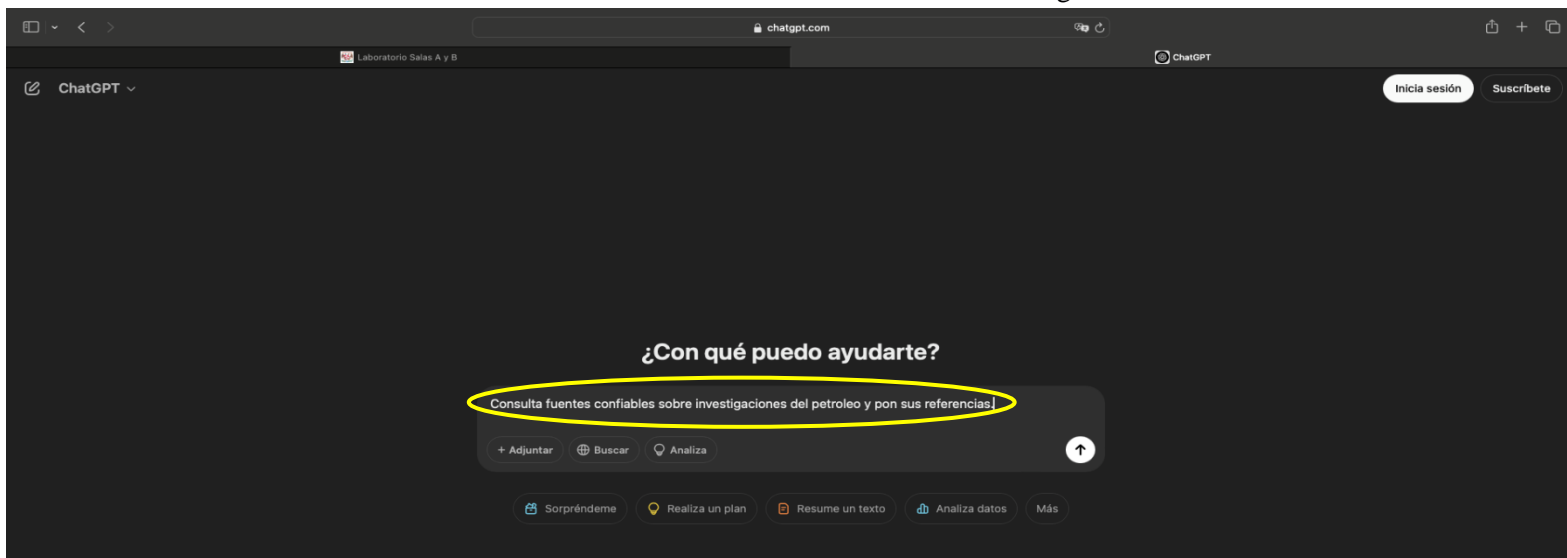 chatgpt.com
Laboratorio Salas A y B
ChatGPT
ChatGPT
Inicia sesión
Suscríbete
¿Con qué puedo ayudarte?
Consulta fuentes confiables sobre investigaciones del petroleo y pon sus referencias.
+ Adjuntar
Buscar
Analiza
Sorpréndeme
Realiza un plan
Resume un texto
Analiza datos
Más